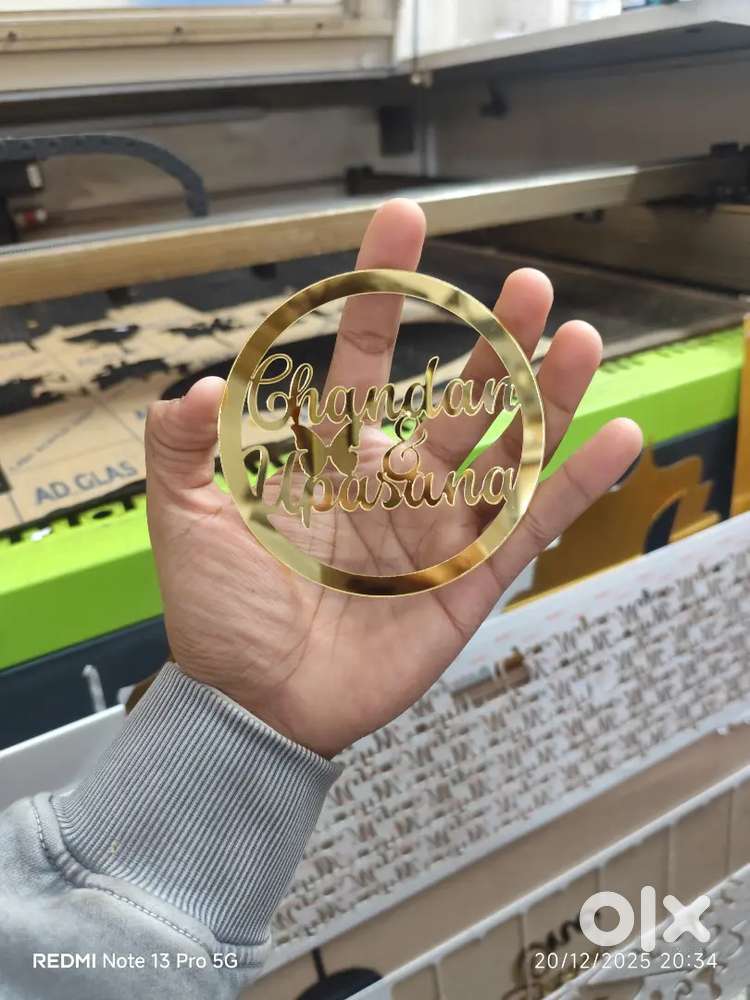 Chandan
&
Upasana
AD GLAS
olx
REDMI Note 13 Pro 5G
20/12/2025 20:34